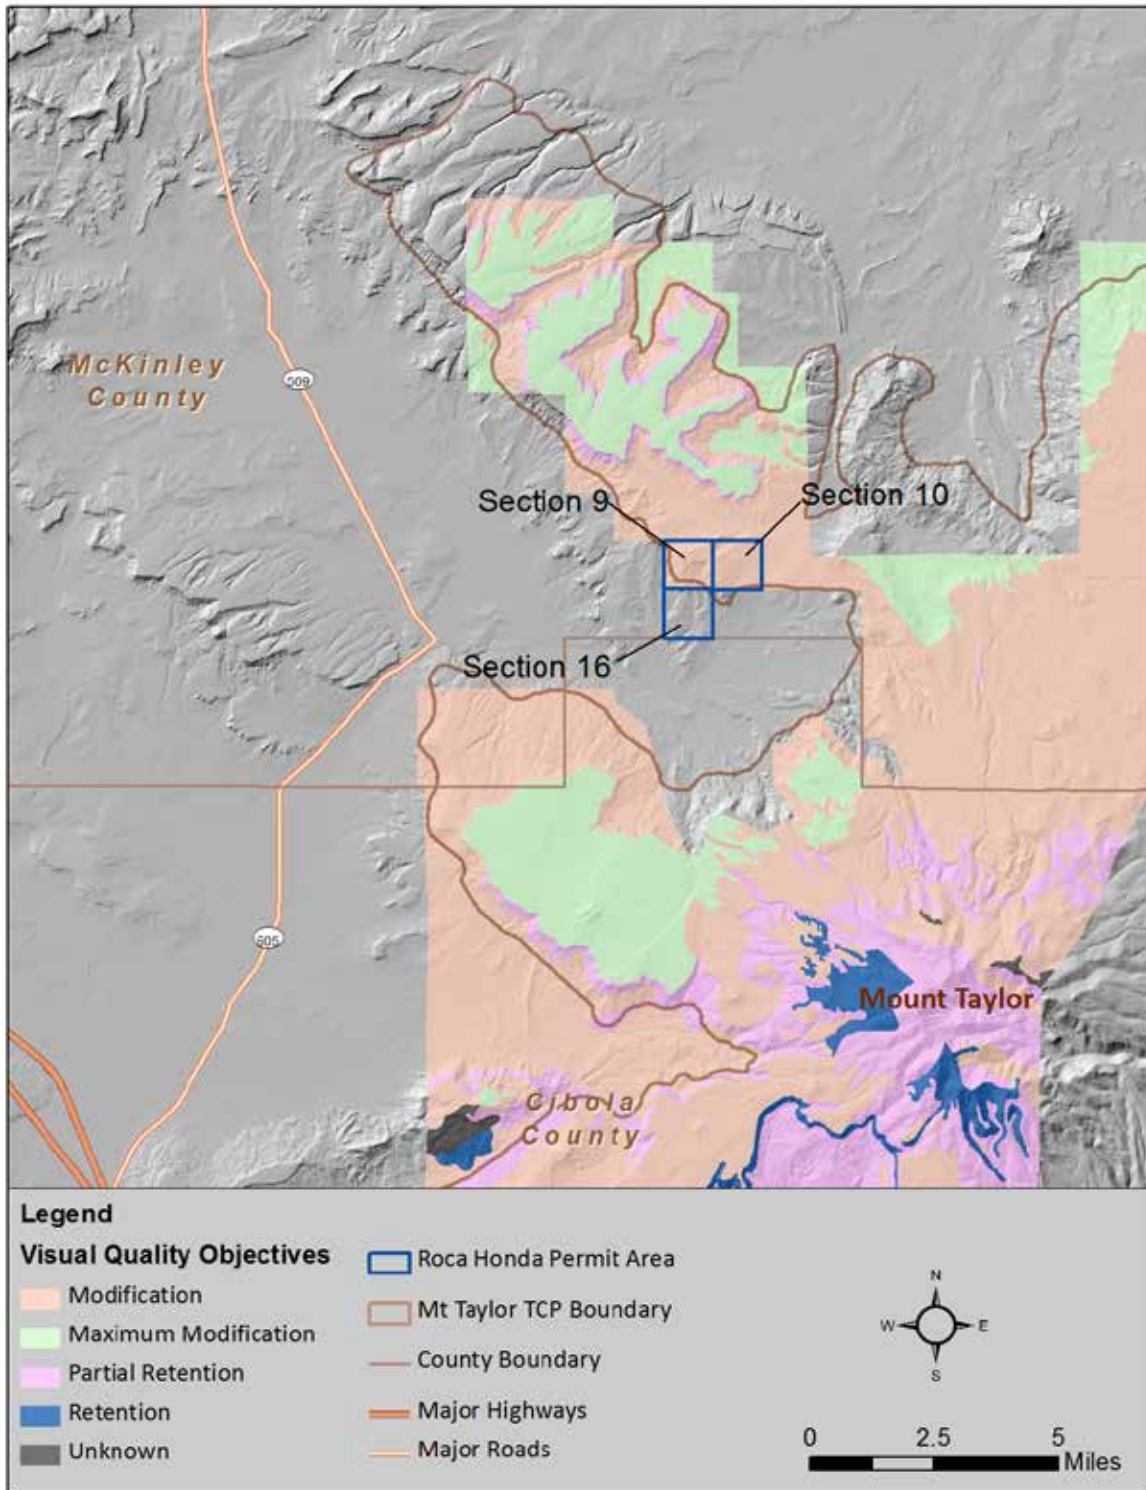 McKinley
County
509
Section 9
Section 10
Section 16
605
Mount Taylor
Cibola
County
Legend
Visual Quality Objectives
Modification
Maximum Modification
Partial Retention
Retention
Unknown
Roca Honda Permit Area
Mt Taylor TCP Boundary
County Boundary
Major Highways
Major Roads
N
W E
S
0 2.5 5
Miles